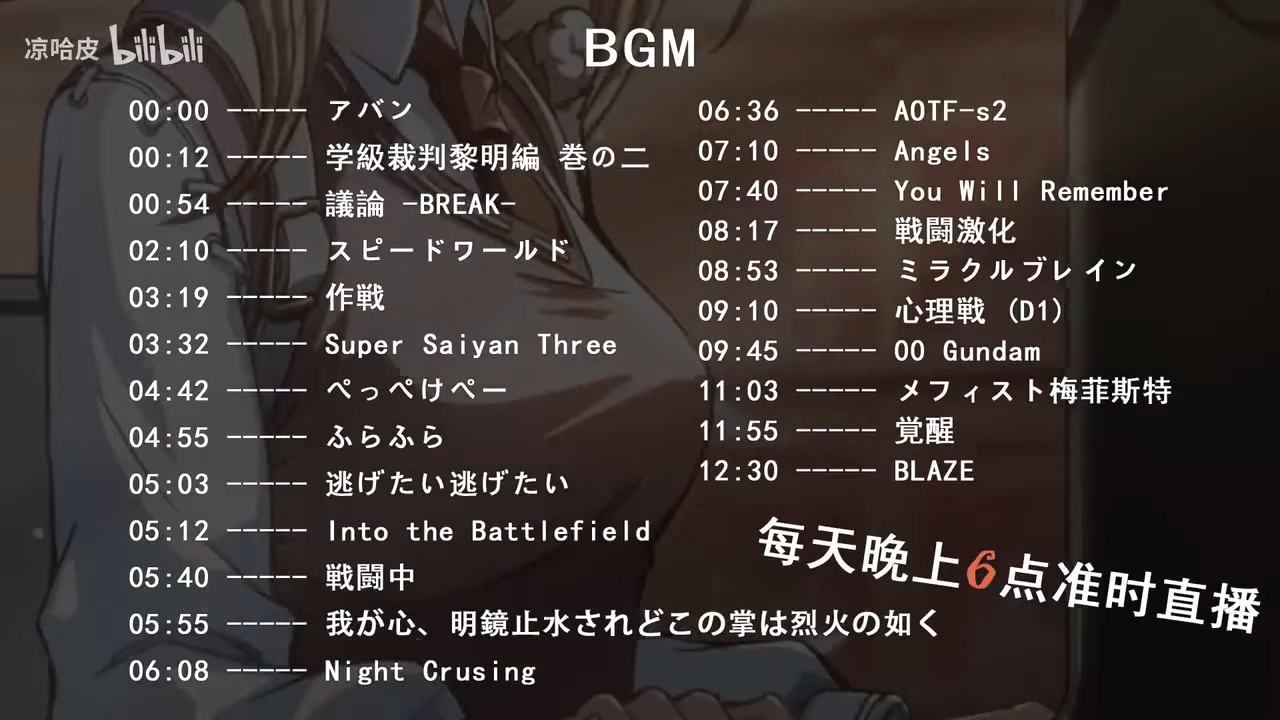 凉哈皮 bilibili
BGM
00:00 ----- アバン
00:12 ----- 学級裁判黎明編 巻の二
00:54 ----- 議論 -BREAK-
02:10 ----- スピードワールド
03:19 ----- 作戦
03:32 ----- Super Saiyan Three
04:42 ----- ぺっぺけぺー
04:55 ----- ふらふら
05:03 ----- 逃げたい逃げたい
05:12 ----- Into the Battlefield
05:40 ----- 戦闘中
05:55 ----- 我が心、明鏡止水されどこの掌は烈火の如く
06:08 ----- Night Crusing
06:36 ----- AOTF-s2
07:10 ----- Angels
07:40 ----- You Will Remember
08:17 ----- 戦闘激化
08:53 ----- ミラクルブレイン
09:10 ----- 心理戦 (D1)
09:45 ----- 00 Gundam
11:03 ----- メフィスト梅菲斯特
11:55 ----- 覚醒
12:30 ----- BLAZE
每天晚上6点准时直播